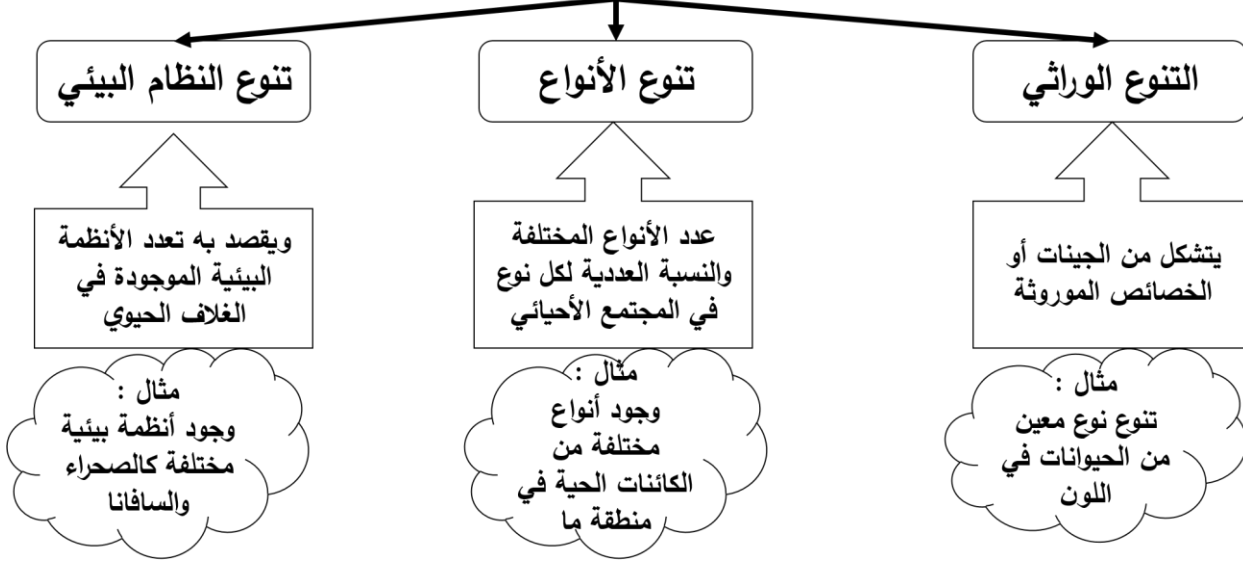 التنوع الوراثي
تنوع الأنواع
تنوع النظام البيئي
يتشكل من الجينات أو
الخصائص الموروثة
عدد الأنواع المختلفة
والنسبة العددية لكل نوع
في المجتمع الأحيائي
ويقصد به تعدد الأنظمة
البيئية الموجودة في
الغلاف الحيوي
مثال :
تنوع نوع معين
من الحيوانات في
اللون
مثال :
وجود أنواع
مختلفة من
الكائنات الحية في
منطقة ما
مثال :
وجود أنظمة بيئية
مختلفة كالصحراء
والسافانا